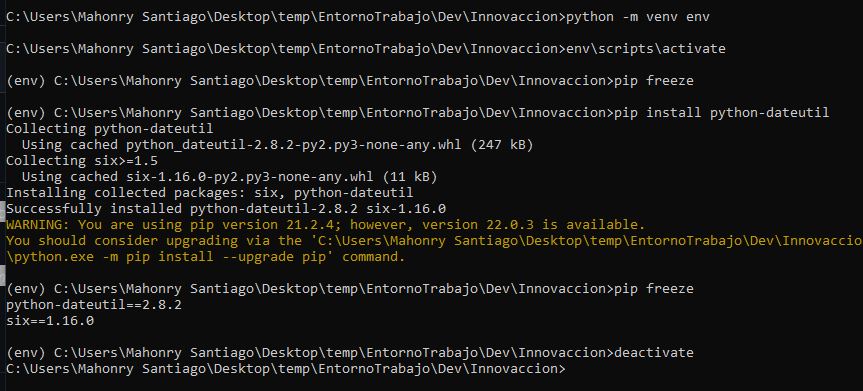 C:\Users\Mahonry Santiago\Desktop\temp\EntornoTrabajo\Dev\Innovaccion>python -m venv env
C:\Users\Mahonry Santiago\Desktop\temp\EntornoTrabajo\Dev\Innovaccion>env\scripts\activate
(env) C:\Users\Mahonry Santiago\Desktop\temp\EntornoTrabajo\Dev\Innovaccion>pip freeze
(env) C:\Users\Mahonry Santiago\Desktop\temp\EntornoTrabajo\Dev\Innovaccion>pip install python-dateutil
Collecting python-dateutil
  Using cached python_dateutil-2.8.2-py2.py3-none-any.whl (247 kB)
Collecting six>=1.5
  Using cached six-1.16.0-py2.py3-none-any.whl (11 kB)
Installing collected packages: six, python-dateutil
Successfully installed python-dateutil-2.8.2 six-1.16.0
WARNING: You are using pip version 21.2.4; however, version 22.0.3 is available.
You should consider upgrading via the 'C:\Users\Mahonry Santiago\Desktop\temp\EntornoTrabajo\Dev\Innovaccio
\python.exe -m pip install --upgrade pip' command.
(env) C:\Users\Mahonry Santiago\Desktop\temp\EntornoTrabajo\Dev\Innovaccion>pip freeze
python-dateutil==2.8.2
six==1.16.0
(env) C:\Users\Mahonry Santiago\Desktop\temp\EntornoTrabajo\Dev\Innovaccion>deactivate
C:\Users\Mahonry Santiago\Desktop\temp\EntornoTrabajo\Dev\Innovaccion>